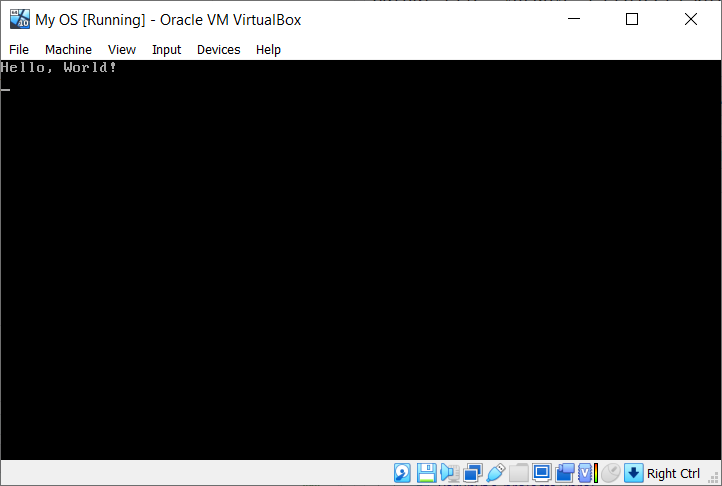 My OS [Running] - Oracle VM VirtualBox
File Machine View Input Devices Help
Hello, World!
Right Ctrl